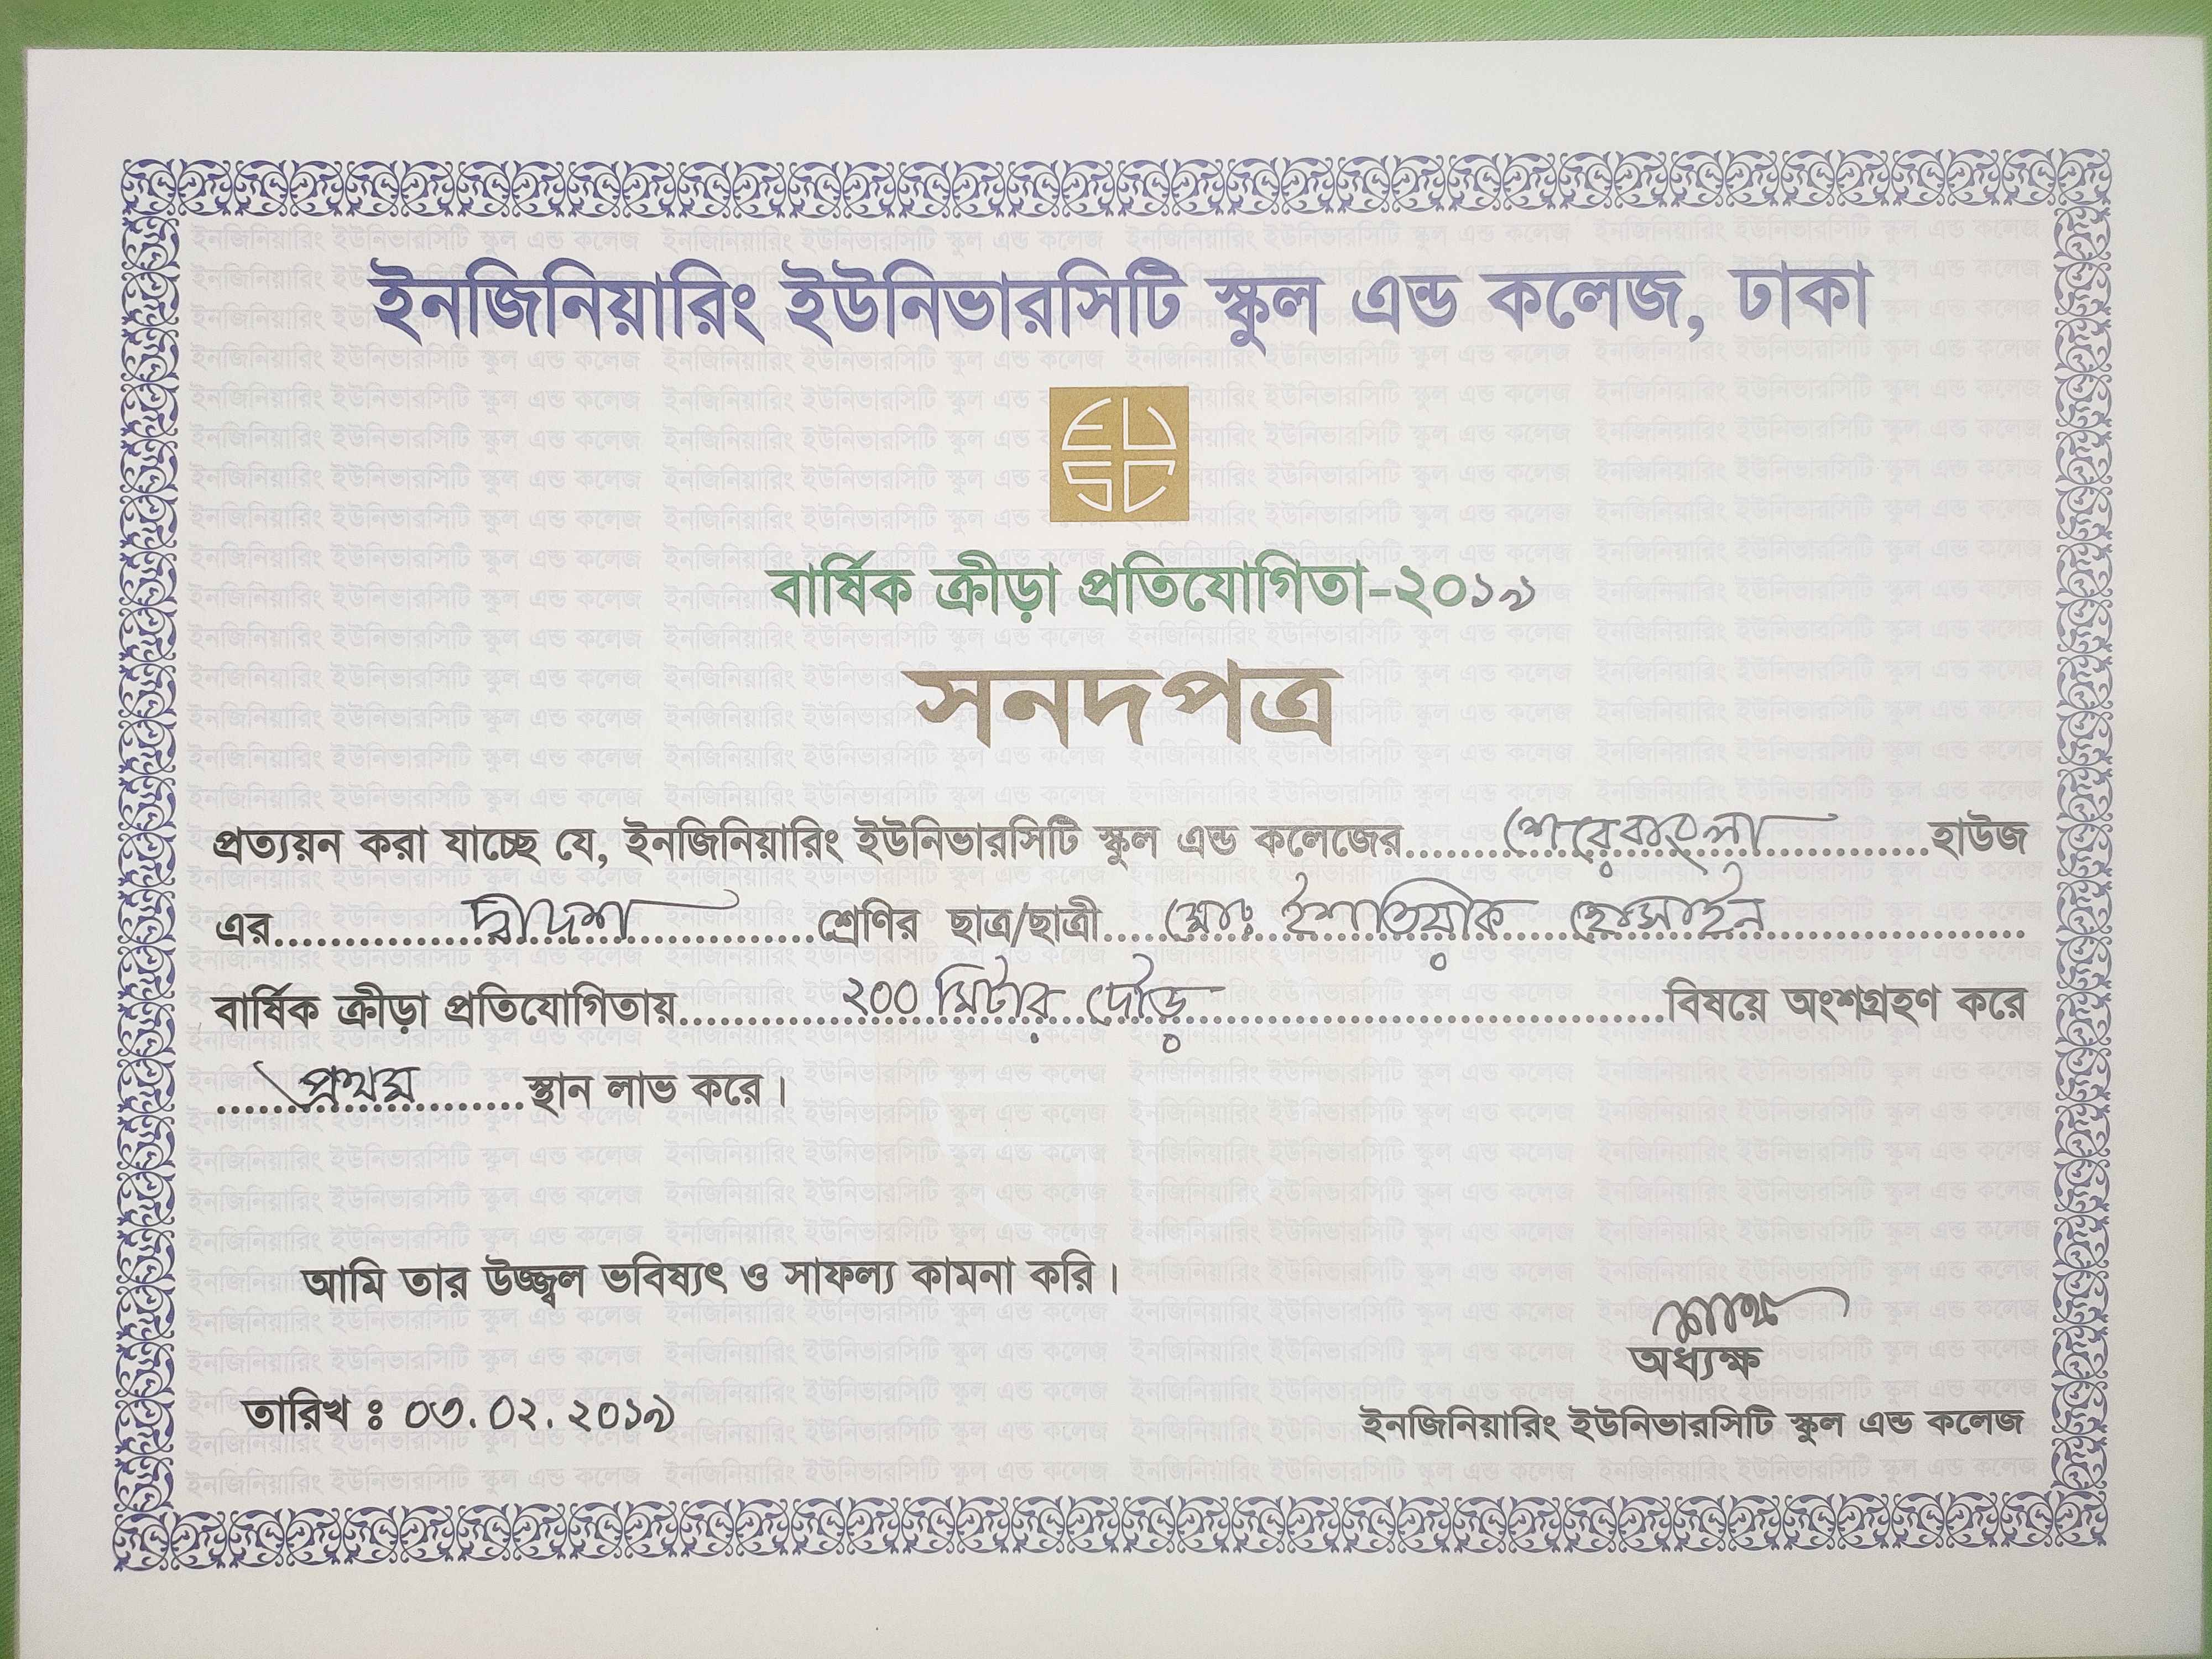 ইনজিনিয়ারিং ইউনিভারসিটি স্কুল এন্ড কলেজ, ঢাকা
EUSC
বার্ষিক ক্রীড়া প্রতিযোগিতা-২০১৯
সনদপত্র
প্রত্যয়ন করা যাচ্ছে যে, ইনজিনিয়ারিং ইউনিভারসিটি স্কুল এন্ড কলেজের শেরেবাংলা হাউজ
এর দ্বাদশ শ্রেণির ছাত্র/ছাত্রী মোঃ ইশতিয়াক হোসাইন
বার্ষিক ক্রীড়া প্রতিযোগিতায় ২০০ মিটার দৌড় বিষয়ে অংশগ্রহণ করে
প্রথম স্থান লাভ করে।
আমি তার উজ্জ্বল ভবিষ্যৎ ও সাফল্য কামনা করি।
অধ্যক্ষ
তারিখ : ০৩.০২.২০১৯
ইনজিনিয়ারিং ইউনিভারসিটি স্কুল এন্ড কলেজ